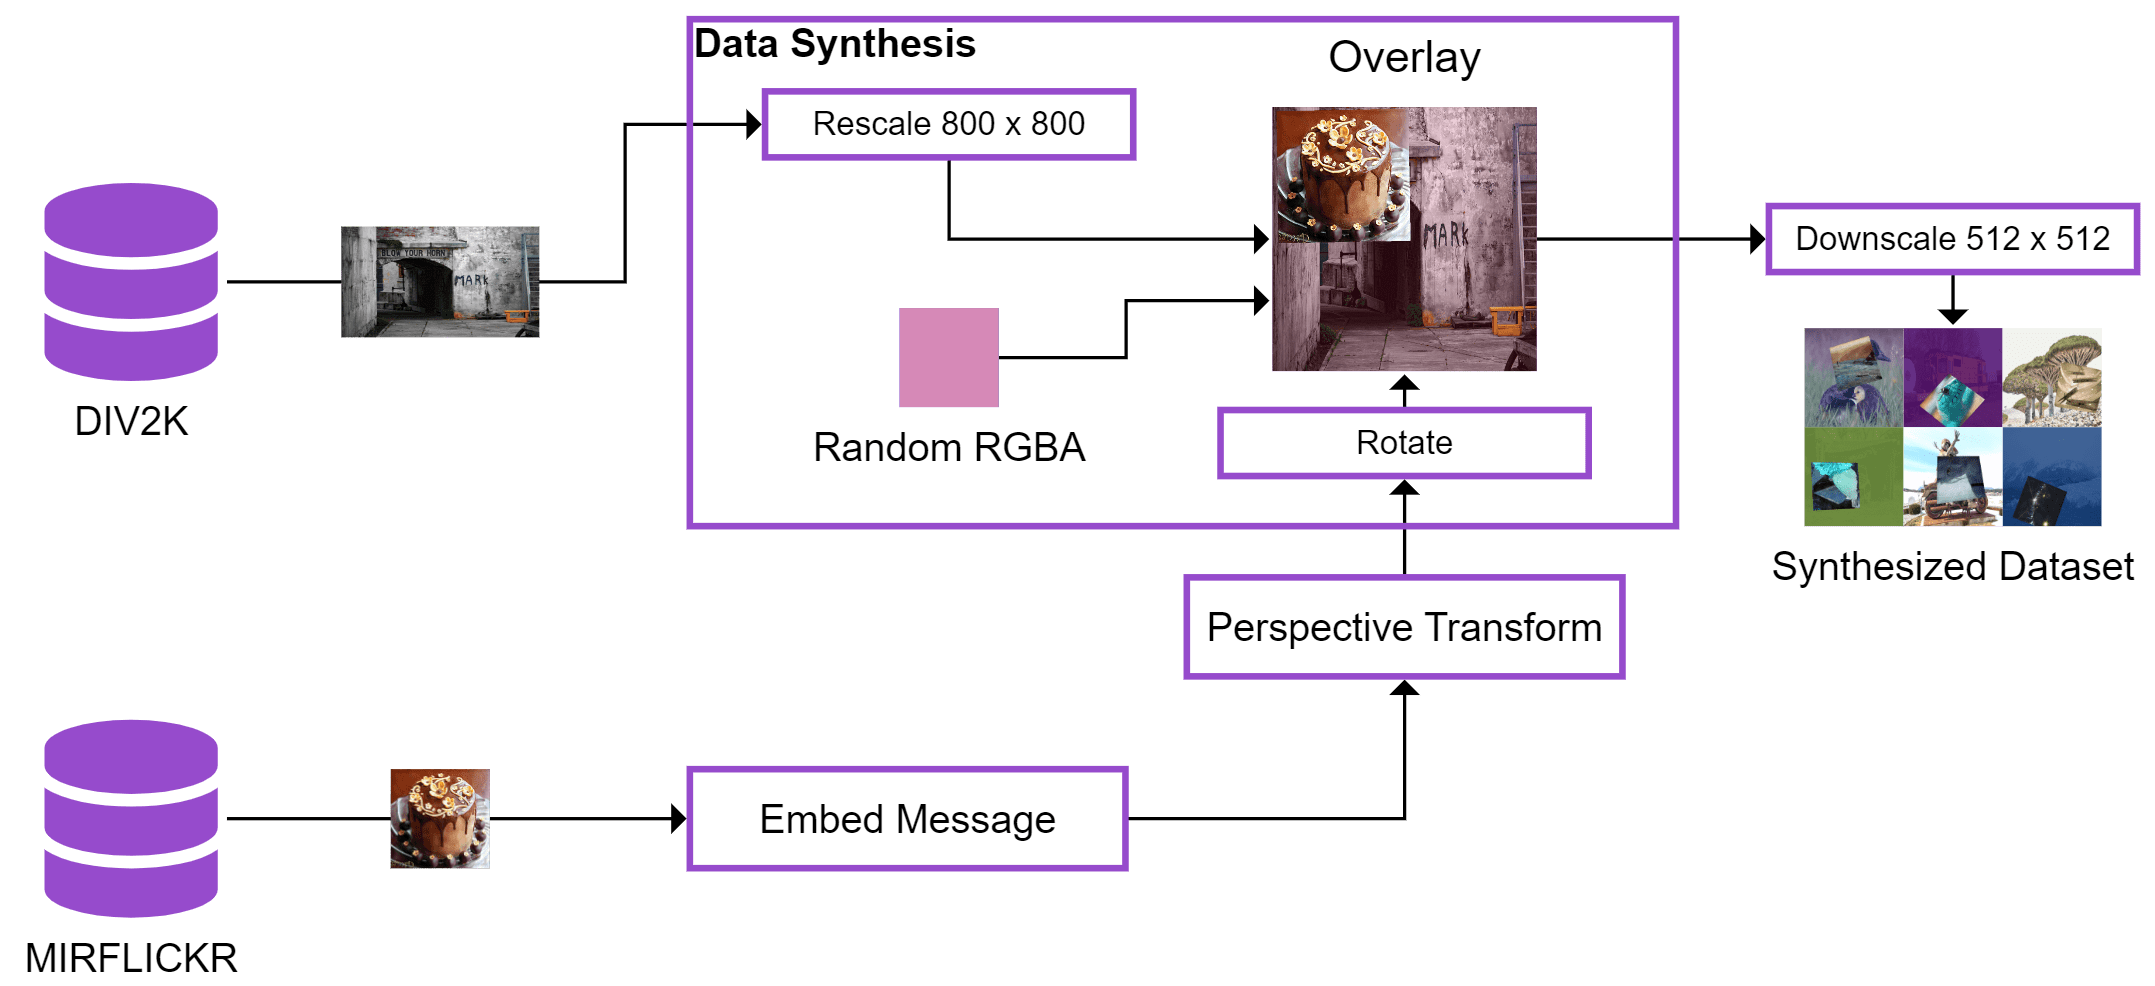 Data Synthesis
Overlay
Rescale 800 x 800
BLOW YOUR HORN
MARK
MARK
DIV2K
Random RGBA
Rotate
Downscale 512 x 512
Synthesized Dataset
Perspective Transform
Embed Message
MIRFLICKR